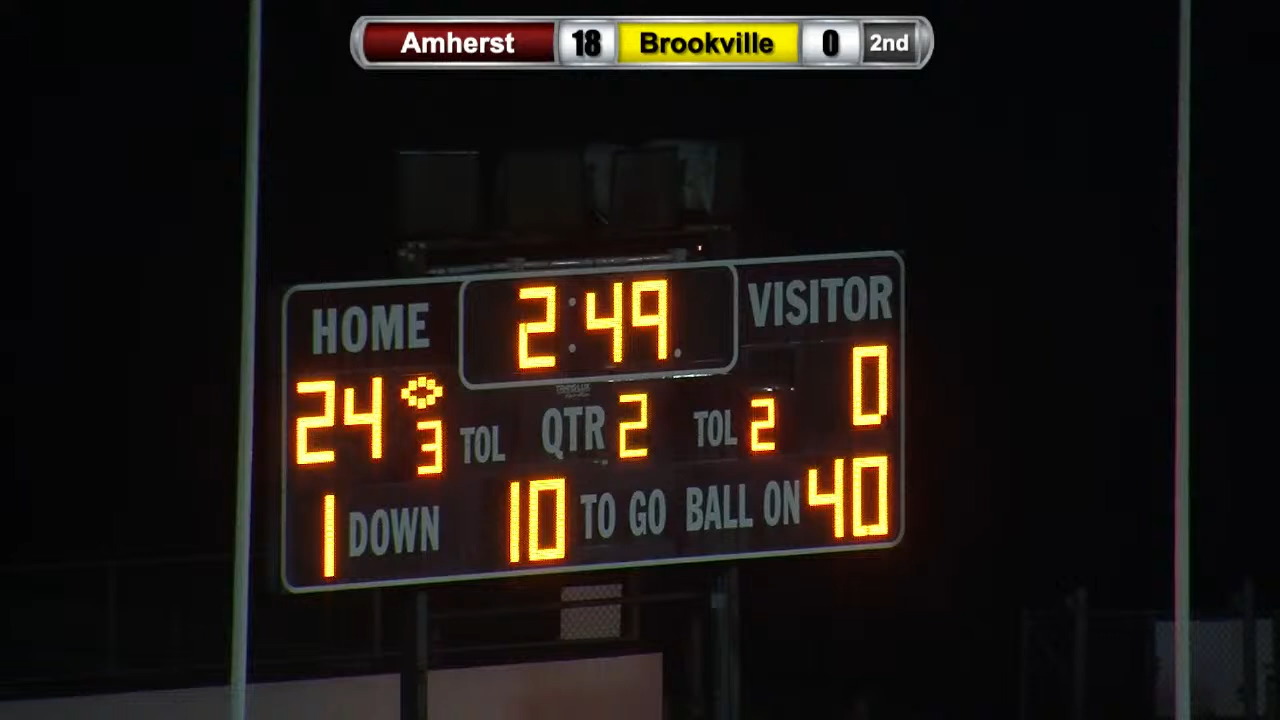 Amherst 18 Brookville 0 2nd
HOME 2:49 VISITOR
24 3 TOL QTR 2 TOL 2 0
1 DOWN 10 TO GO BALL ON 40